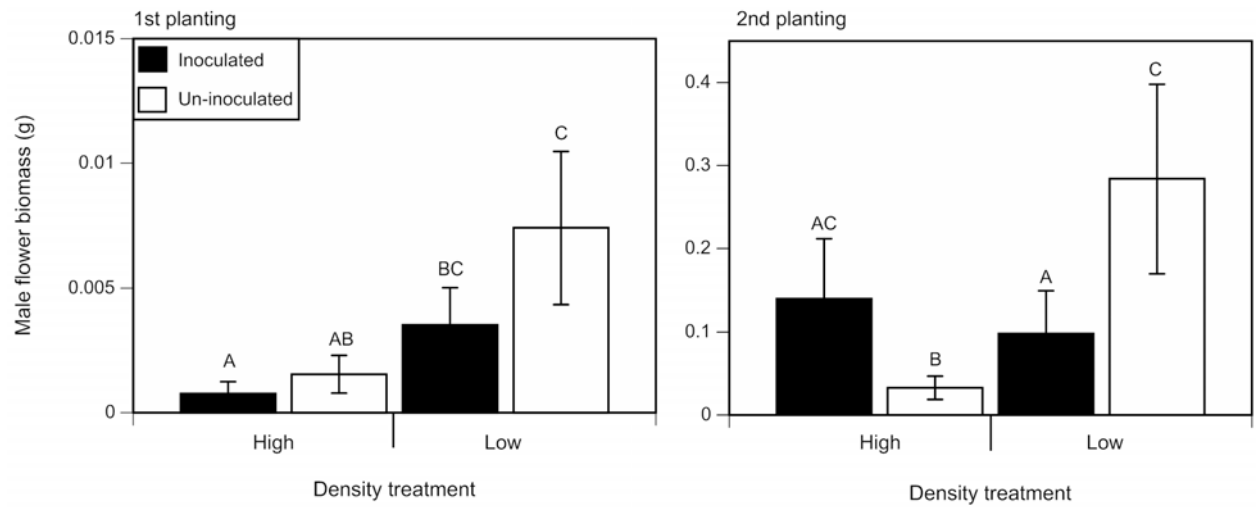 1st planting
0.015
Inoculated
Un-inoculated
C
0.01
BC
0.005
AB
A
0
High
Low
Density treatment
Male flower biomass (g)
2nd planting
C
0.4
0.3
AC
0.2
A
0.1
B
0
High
Low
Density treatment